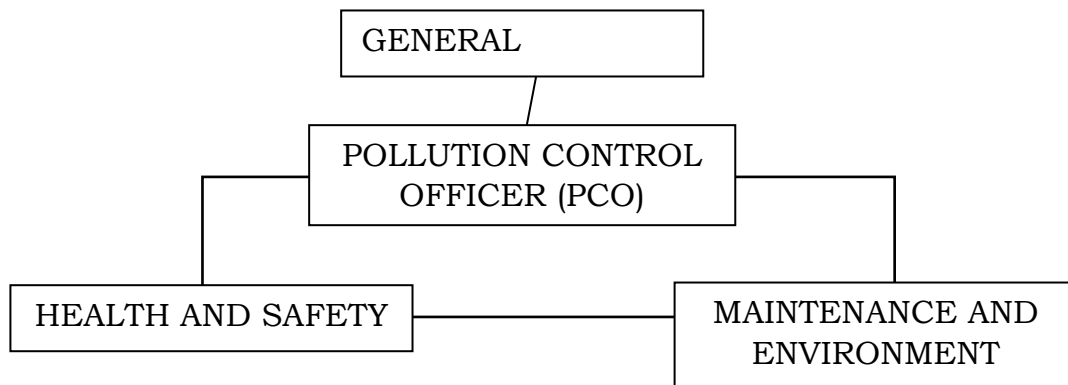 GENERAL
POLLUTION CONTROL
OFFICER (PCO)
HEALTH AND SAFETY
MAINTENANCE AND
ENVIRONMENT